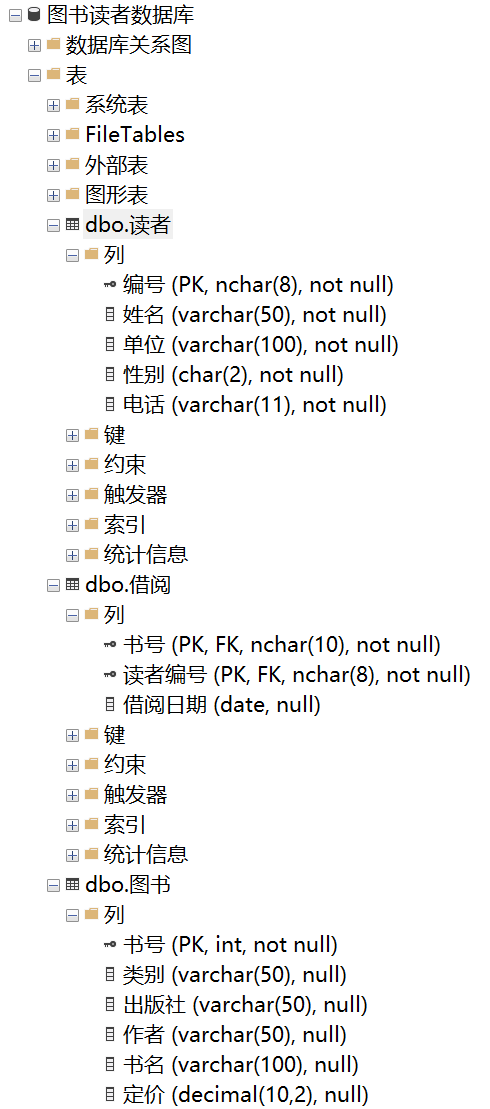 图书读者数据库
数据库关系图
表
系统表
FileTables
外部表
图形表
dbo.读者
列
编号 (PK, nchar(8), not null)
姓名 (varchar(50), not null)
单位 (varchar(100), not null)
性别 (char(2), not null)
电话 (varchar(11), not null)
键
约束
触发器
索引
统计信息
dbo.借阅
列
书号 (PK, FK, nchar(10), not null)
读者编号 (PK, FK, nchar(8), not null)
借阅日期 (date, null)
键
约束
触发器
索引
统计信息
dbo.图书
列
书号 (PK, int, not null)
类别 (varchar(50), null)
出版社 (varchar(50), null)
作者 (varchar(50), null)
书名 (varchar(100), null)
定价 (decimal(10,2), null)